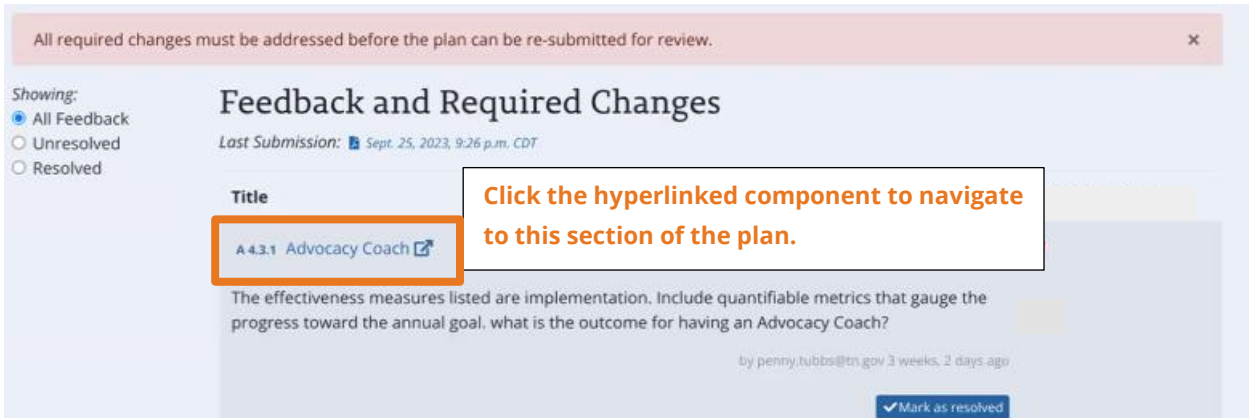 All required changes must be addressed before the plan can be re-submitted for review. ×
Showing:
All Feedback
Unresolved
Resolved
Feedback and Required Changes
Last Submission: Sept. 25, 2023, 9:26 p.m. CDT
Title
Click the hyperlinked component to navigate
to this section of the plan.
A 4.3.1 Advocacy Coach
The effectiveness measures listed are implementation. Include quantifiable metrics that gauge the
progress toward the annual goal. what is the outcome for having an Advocacy Coach?
by penny.tubbs@tn.gov 3 weeks, 2 days ago
Mark as resolved